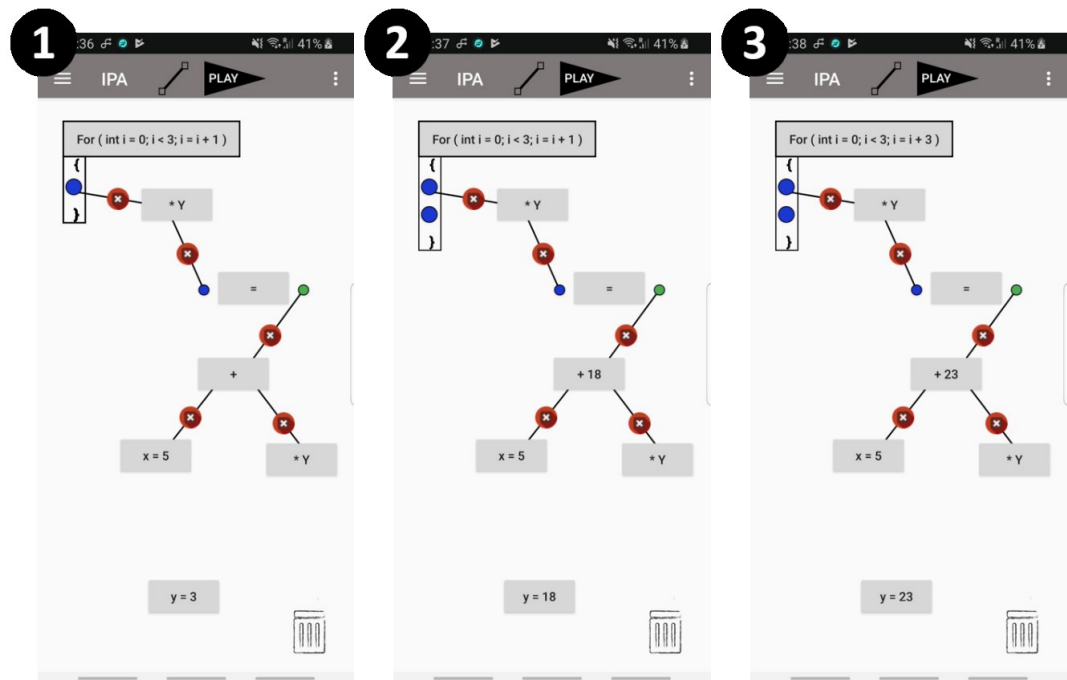 1
:36 41%
IPA PLAY
For ( int i = 0; i < 3; i = i + 1 )
{
}
* Y
=
+
x = 5
* Y
y = 3
2
:37 41%
IPA PLAY
For ( int i = 0; i < 3; i = i + 1 )
{
}
* Y
=
+ 18
x = 5
* Y
y = 18
3
:38 41%
IPA PLAY
For ( int i = 0; i < 3; i = i + 3 )
{
}
* Y
=
+ 23
x = 5
* Y
y = 23